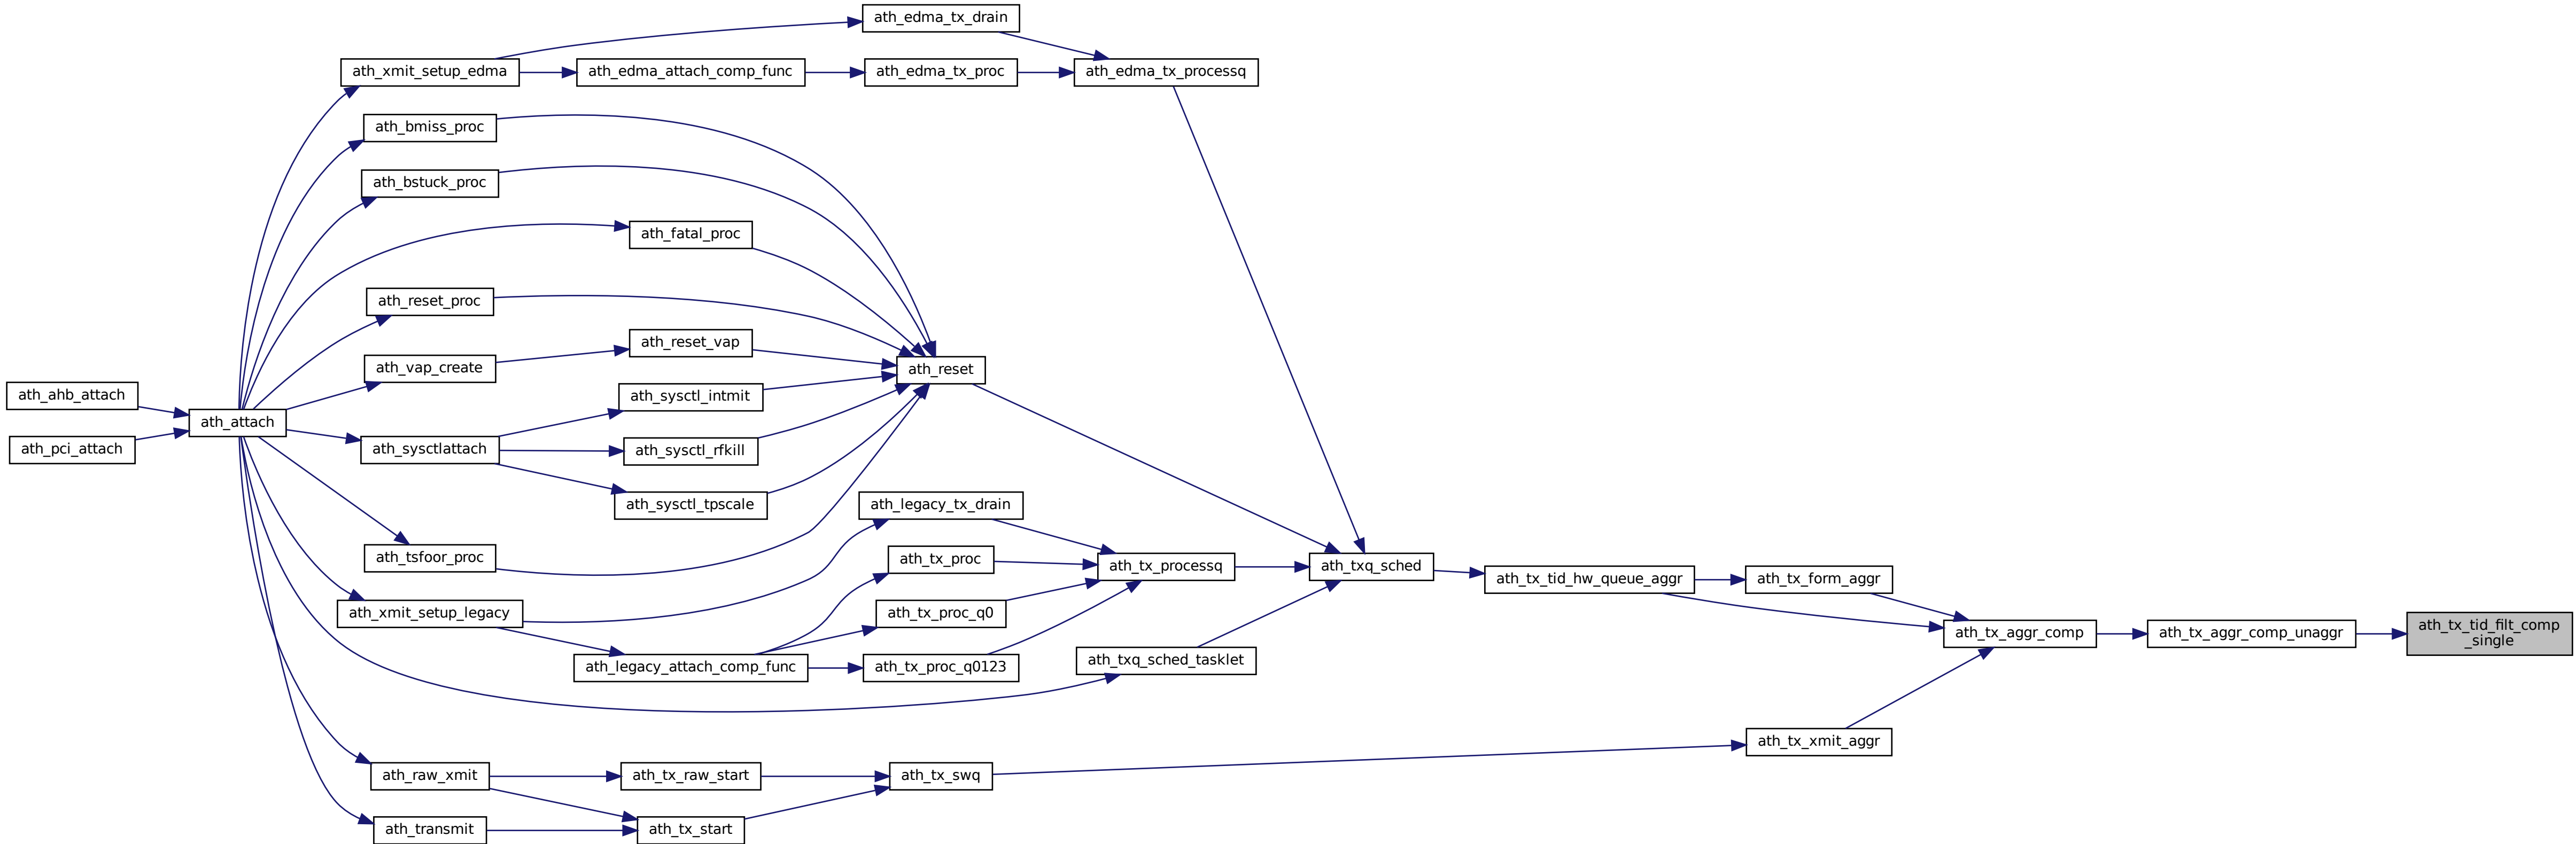 ath_edma_tx_drain
ath_xmit_setup_edma
ath_edma_attach_comp_func
ath_edma_tx_proc
ath_edma_tx_processq
ath_bmiss_proc
ath_bstuck_proc
ath_fatal_proc
ath_reset_proc
ath_reset_vap
ath_vap_create
ath_reset
ath_ahb_attach
ath_sysctl_intmit
ath_attach
ath_pci_attach
ath_sysctlattach
ath_sysctl_rfkill
ath_sysctl_tpscale
ath_legacy_tx_drain
ath_tsfoor_proc
ath_tx_proc
ath_tx_processq
ath_txq_sched
ath_tx_tid_hw_queue_aggr
ath_tx_form_aggr
ath_xmit_setup_legacy
ath_tx_proc_q0
ath_tx_aggr_comp
ath_tx_aggr_comp_unaggr
ath_tx_tid_filt_comp
_single
ath_legacy_attach_comp_func
ath_tx_proc_q0123
ath_txq_sched_tasklet
ath_tx_xmit_aggr
ath_raw_xmit
ath_tx_raw_start
ath_tx_swq
ath_transmit
ath_tx_start